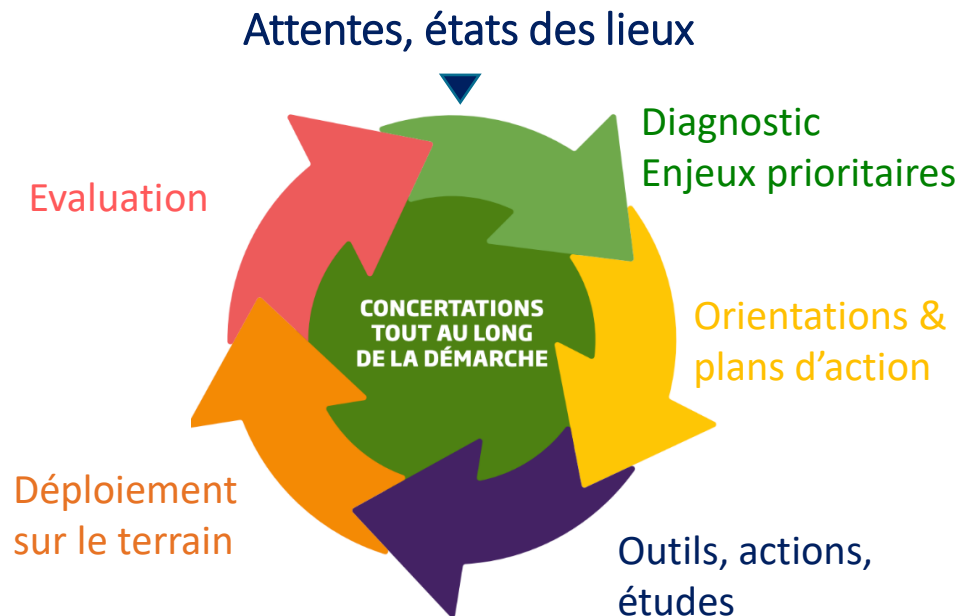 Attentes, états des lieux
Diagnostic
Enjeux prioritaires
Evaluation
CONCERTATIONS
TOUT AU LONG
DE LA DÉMARCHE
Orientations &
plans d’action
Déploiement
sur le terrain
Outils, actions,
études